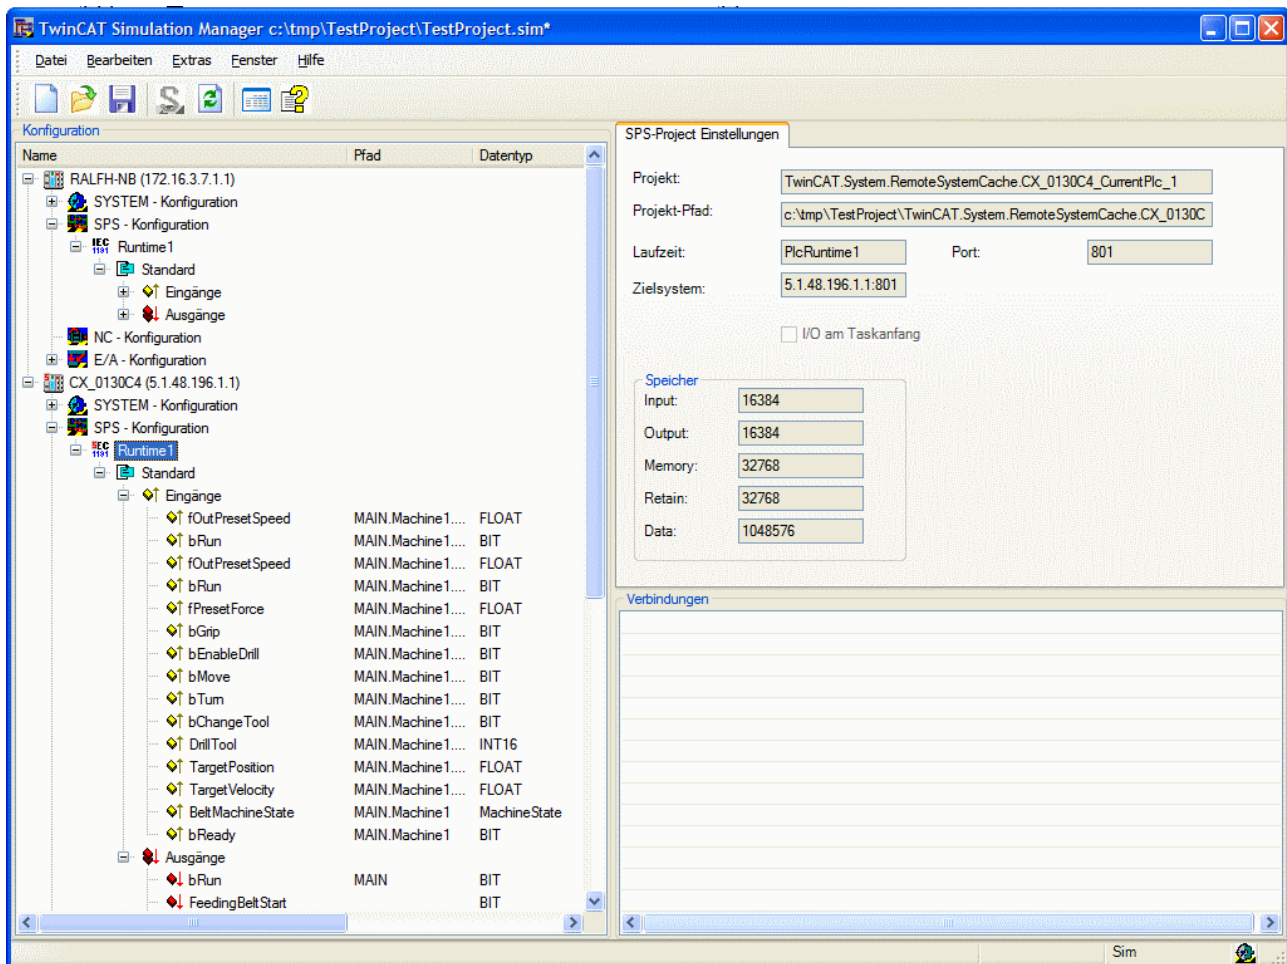 TwinCAT Simulation Manager c:\tmp\TestProject\TestProject.sim*
Datei Bearbeiten Extras Fenster Hilfe
Konfiguration
Name Pfad Datentyp
RALFH-NB (172.16.3.7.1.1)
SYSTEM - Konfiguration
SPS - Konfiguration
IEC 1131 Runtime1
Standard
Eingänge
Ausgänge
NC - Konfiguration
E/A - Konfiguration
CX_0130C4 (5.1.48.196.1.1)
SYSTEM - Konfiguration
SPS - Konfiguration
Runtime1
Standard
Eingänge
fOutPresetSpeed MAIN.Machine1.... FLOAT
bRun MAIN.Machine1.... BIT
fOutPresetSpeed MAIN.Machine1.... FLOAT
bRun MAIN.Machine1.... BIT
fPresetForce MAIN.Machine1.... FLOAT
bGrip MAIN.Machine1.... BIT
bEnableDrill MAIN.Machine1.... BIT
bMove MAIN.Machine1.... BIT
bTurn MAIN.Machine1.... BIT
bChangeTool MAIN.Machine1.... BIT
DrillTool MAIN.Machine1.... INT16
TargetPosition MAIN.Machine1.... FLOAT
TargetVelocity MAIN.Machine1.... FLOAT
BeltMachineState MAIN.Machine1 MachineState
bReady MAIN.Machine1 BIT
Ausgänge
bRun MAIN BIT
FeedingBeltStart BIT
SPS-Project Einstellungen
Projekt: TwinCAT.System.RemoteSystemCache.CX_0130C4_CurrentPlc_1
Projekt-Pfad: c:\tmp\TestProject\TwinCAT.System.RemoteSystemCache.CX_0130C
Laufzeit: PlcRuntime1 Port: 801
Zielsystem: 5.1.48.196.1.1:801
I/O am Taskanfang
Speicher
Input: 16384
Output: 16384
Memory: 32768
Retain: 32768
Data: 1048576
Verbindungen
Sim